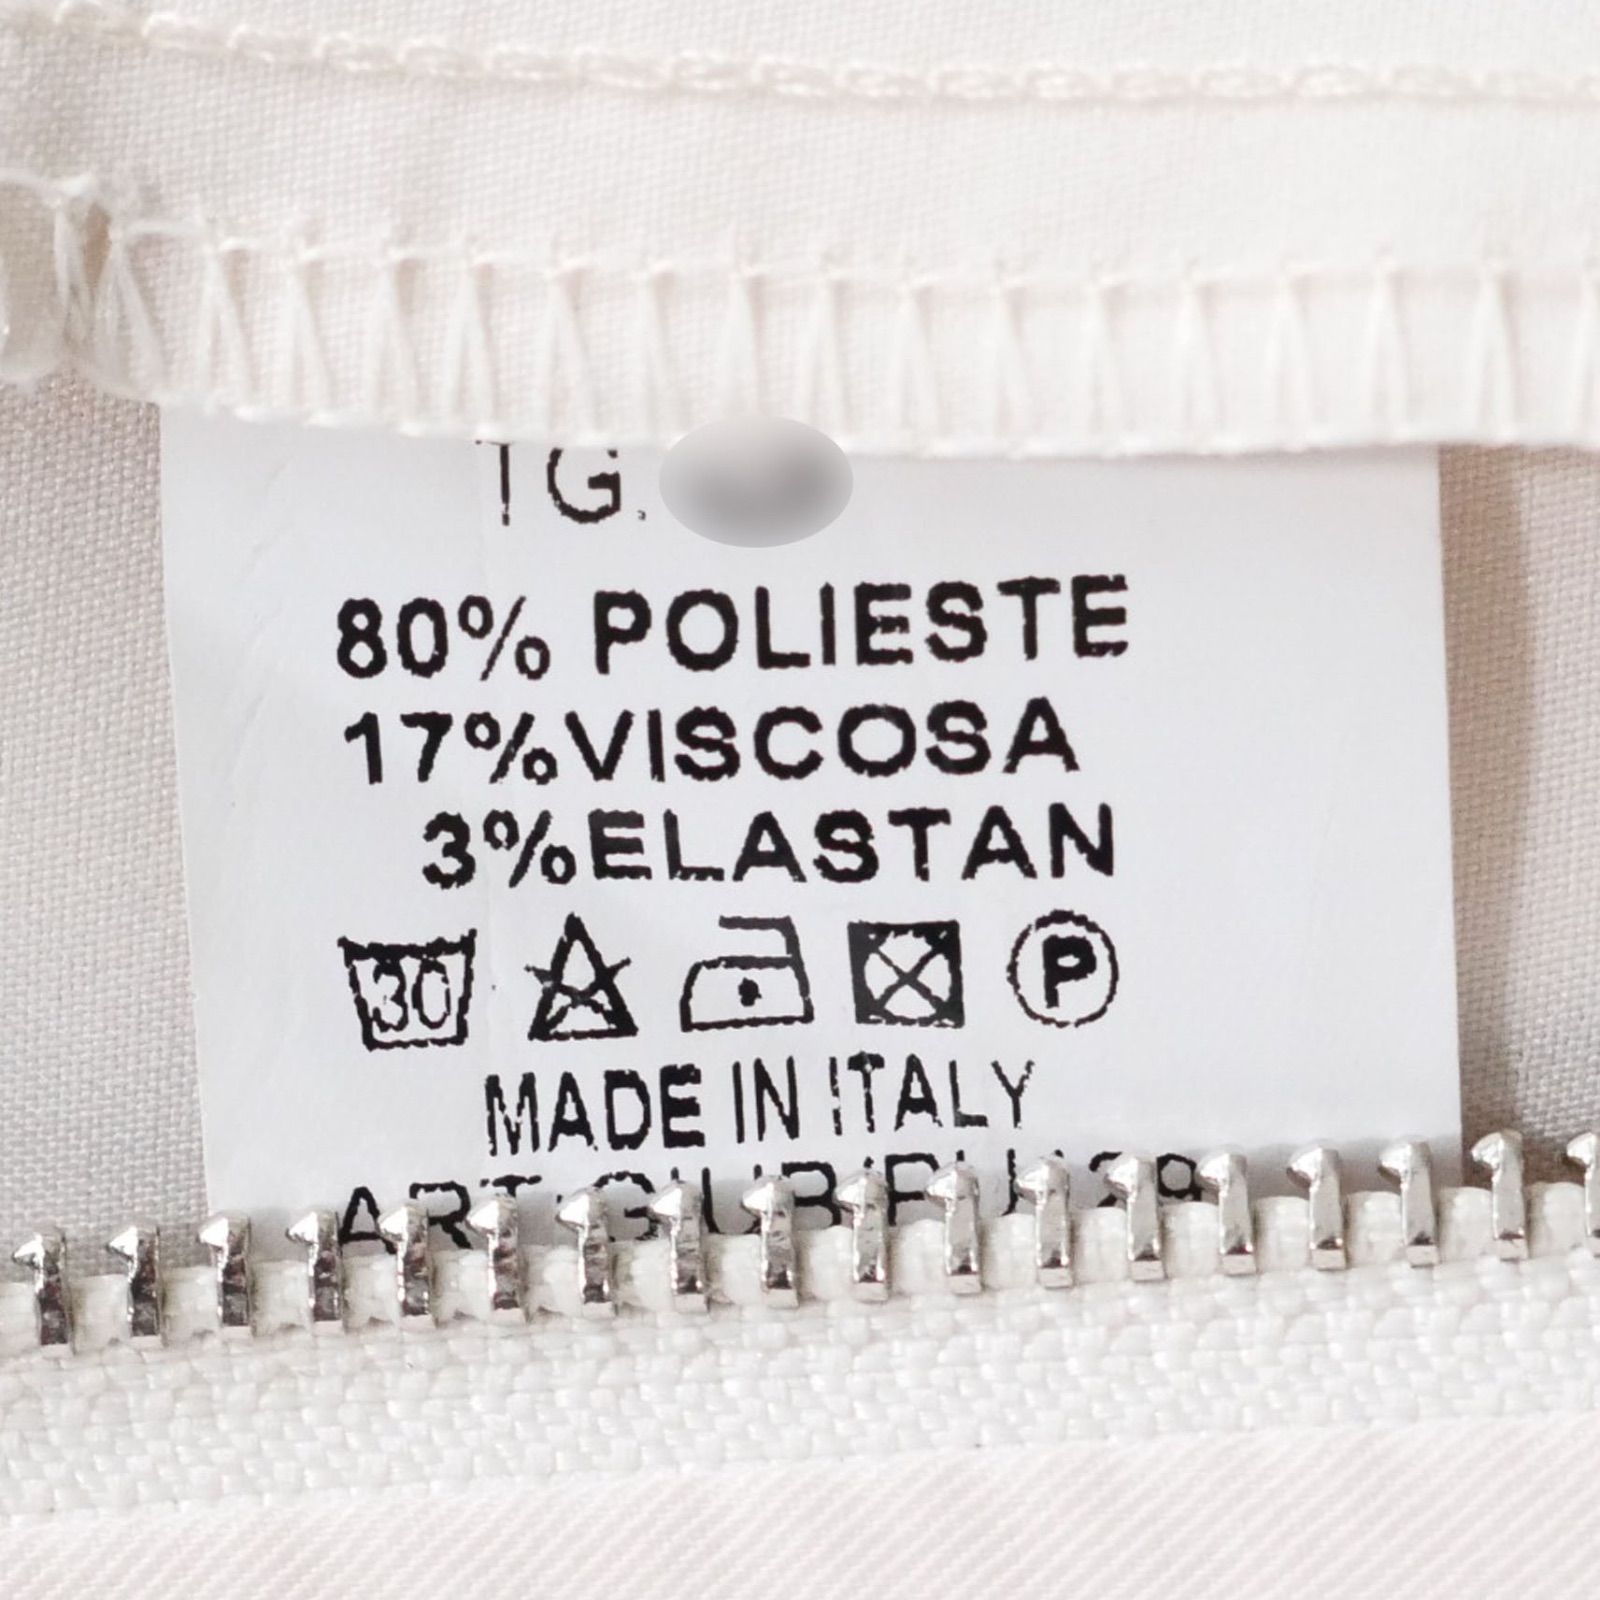 TG.
80% POLIESTE
17%VISCOSA
3%ELASTAN
30
P
MADE IN ITALY